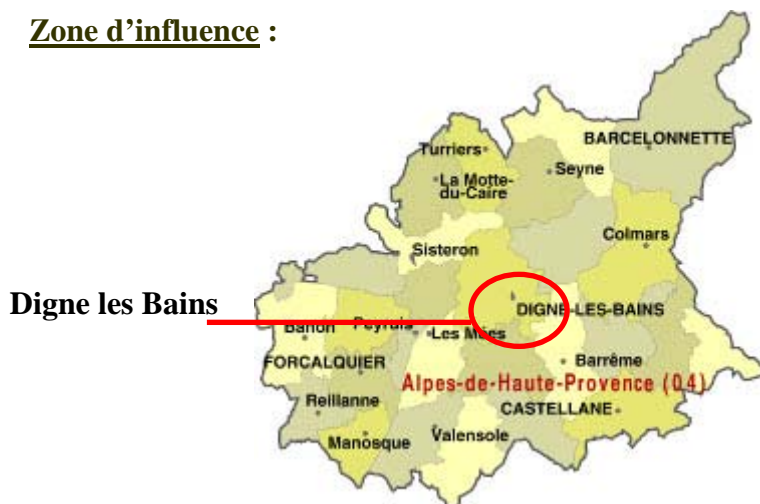 Zone d’influence :
BARCELONNETTE
Turriers
Seyne
La Motte-
du-Caire
Colmars
Sisteron
Digne les Bains
DIGNE-LES-BAINS
Banon
Peyruis
Les Mées
FORCALQUIER
Barrême
Alpes-de-Haute-Provence (04)
Reillanne
CASTELLANE
Manosque
Valensole